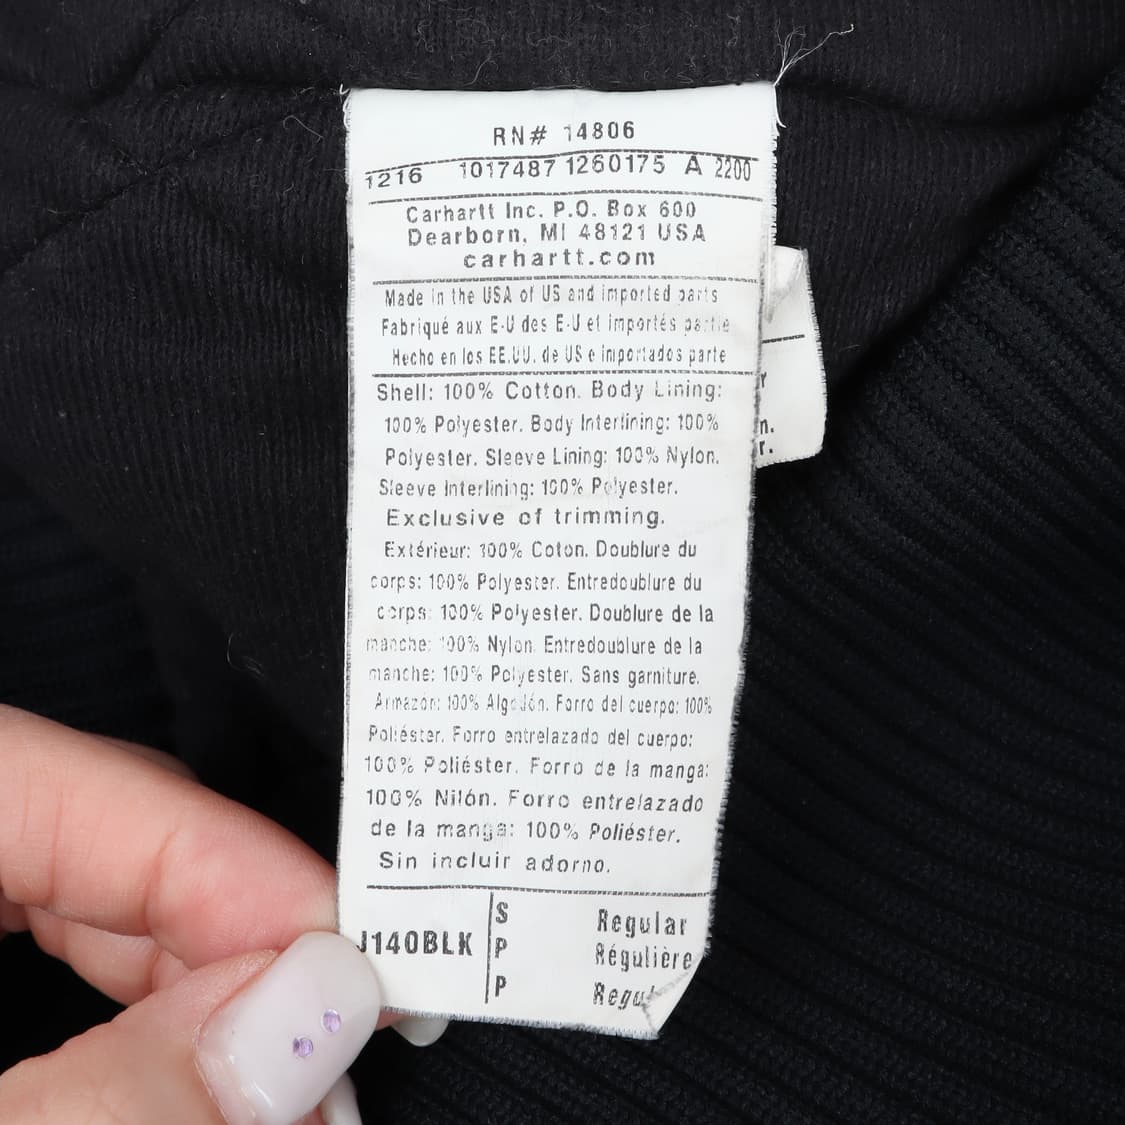 RN# 14806
1216 1017487 1260175 A 2200
Carhartt Inc. P.O. Box 600
Dearborn, MI 48121 USA
carhartt.com
Made in the USA of US and imported parts
Fabriqué aux E-U des E-U et importés partie
Hecho en los EE.UU. de US e importados parte
Shell: 100% Cotton. Body Lining:
100% Polyester. Body Interlining: 100%
Polyester. Sleeve Lining: 100% Nylon.
Sleeve Interlining: 100% Polyester.
Exclusive of trimming.
Extérieur: 100% Coton. Doublure du
corps: 100% Polyester. Entredoublure du
corps: 100% Polyester. Doublure de la
manche: 100% Nylon. Entredoublure de la
manche: 100% Polyester. Sans garniture.
Armazón: 100% Algodón. Forro del cuerpo: 100%
Poliéster. Forro entrelazado del cuerpo:
100% Poliéster. Forro de la manga:
100% Nilón. Forro entrelazado
de la manga: 100% Poliéster.
Sin incluir adorno.
J140BLK
S Regular
P Régulière
P Regul